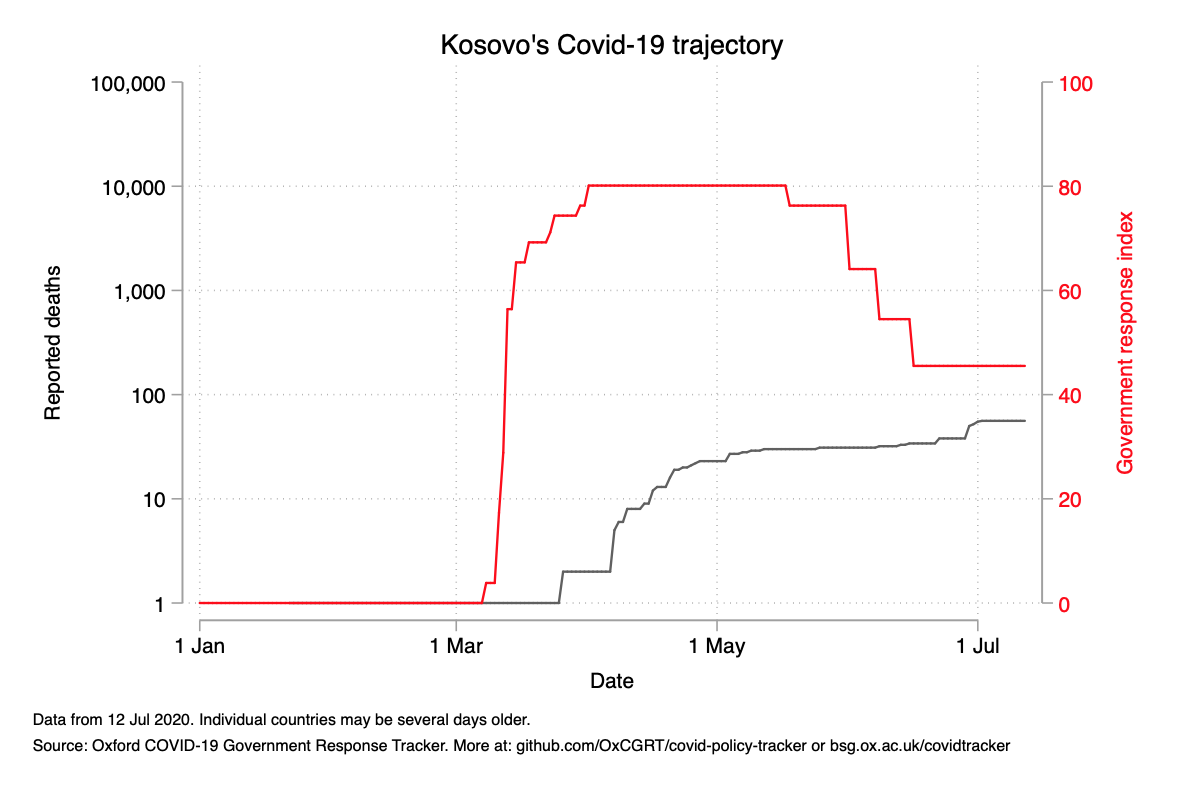 Kosovo's Covid-19 trajectory
100,000
10,000
1,000
100
10
1
Reported deaths
100
80
60
40
20
0
Government response index
1 Jan
1 Mar
1 May
1 Jul
Date
Data from 12 Jul 2020. Individual countries may be several days older.
Source: Oxford COVID-19 Government Response Tracker. More at: github.com/OxCGRT/covid-policy-tracker or bsg.ox.ac.uk/covidtracker